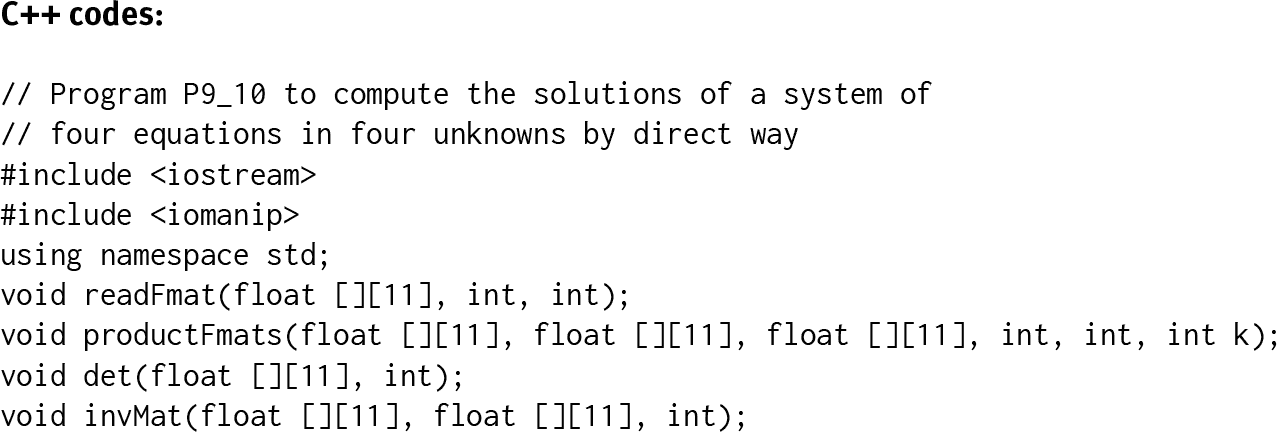 C++ codes:
// Program P9_10 to compute the solutions of a system of
// four equations in four unknowns by direct way
#include <iostream>
#include <iomanip>
using namespace std;
void readFmat(float [][11], int, int);
void productFmats(float [][11], float [][11], float [][11], int, int, int k);
void det(float [][11], int);
void invMat(float [][11], float [][11], int);